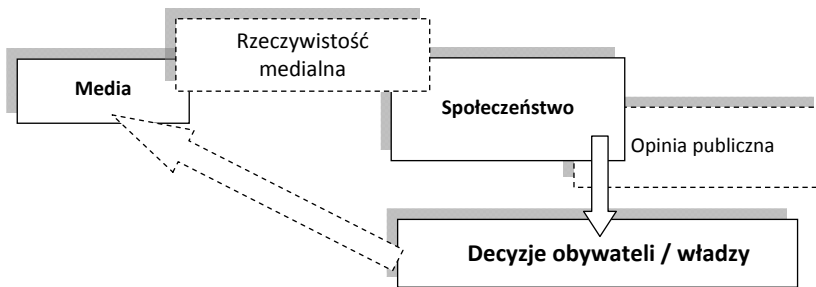 Rzeczywistość
medialna
Media
Społeczeństwo
Opinia publiczna
Decyzje obywateli / władzy